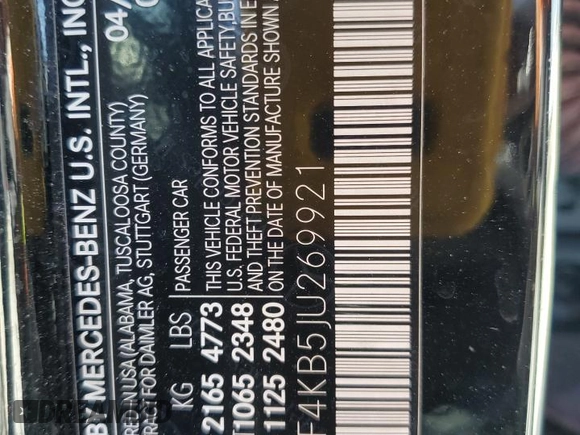 MERCEDES-BENZ U.S. INTL., INC
04/
USA (ALABAMA, TUSCALOOSA COUNTY)
FOR DAIMLER AG, STUTTGART (GERMANY)
KG LBS PASSENGER CAR
2165 4773 THIS VEHICLE CONFORMS TO ALL APPLICA
U.S. FEDERAL MOTOR VEHICLE SAFETY, BU
1065 2348 AND THEFT PREVENTION STANDARDS IN E
1125 2480 ON THE DATE OF MANUFACTURE SHOWN
F4KB5JU269921